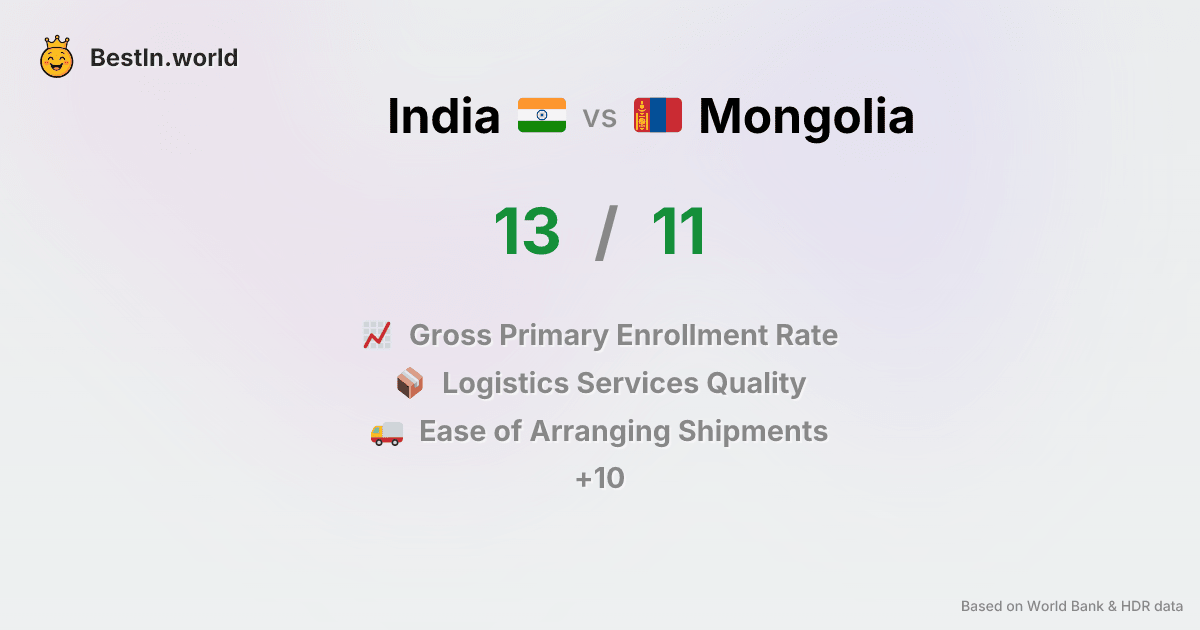 BestIn.world
India vs Mongolia
13 / 11
Gross Primary Enrollment Rate
Logistics Services Quality
Ease of Arranging Shipments
+10
Based on World Bank & HDR data